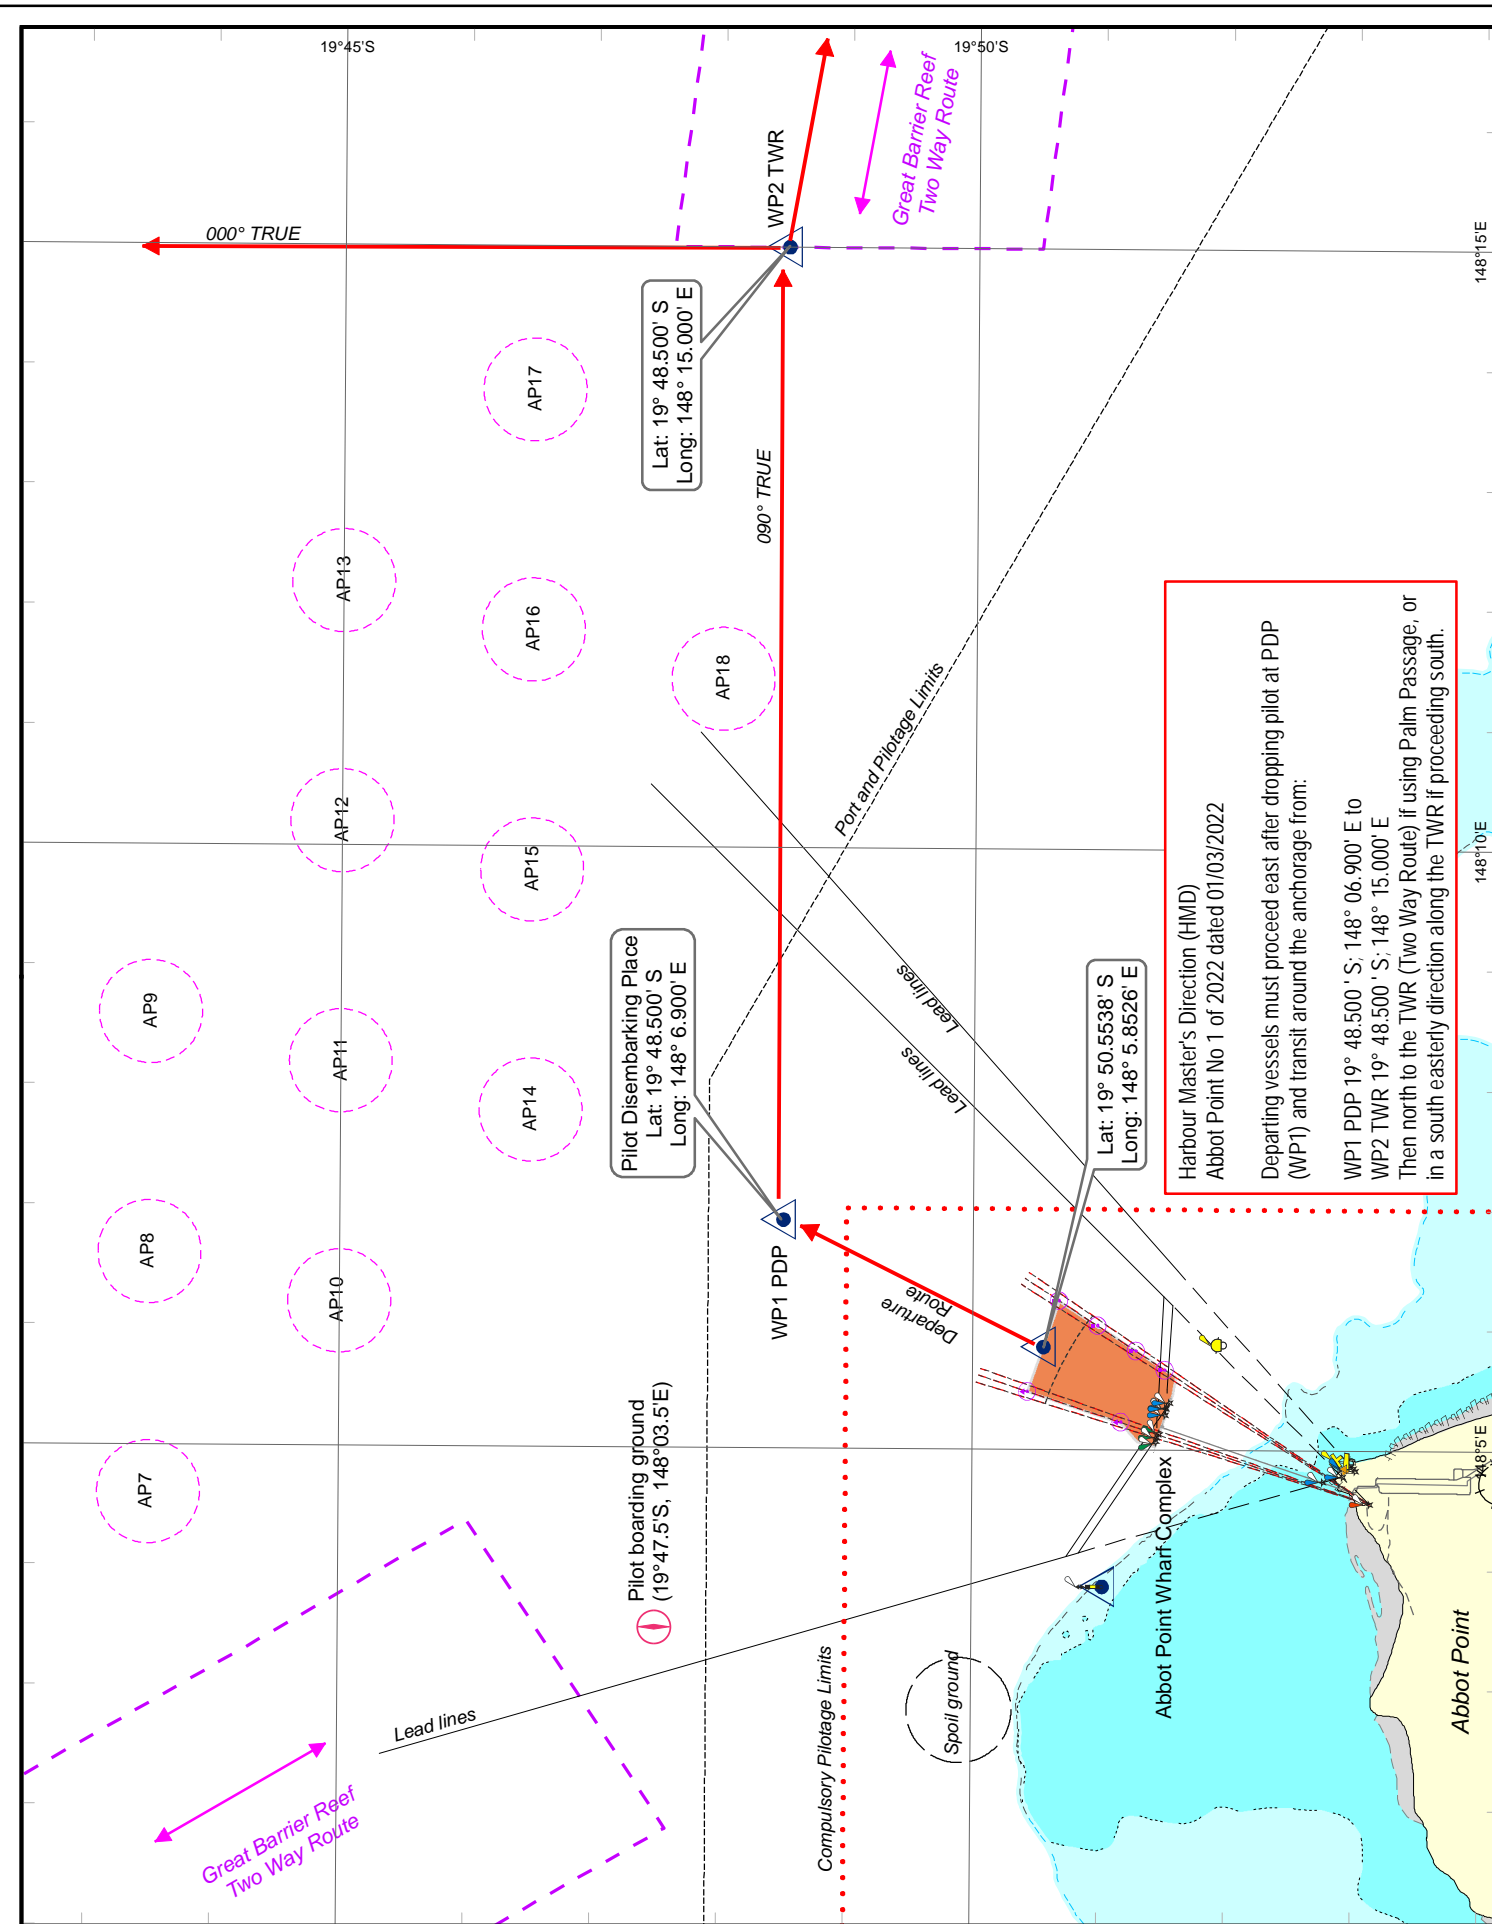 19°45'S
19°50'S
148°15'E
148°10'E
148°5'E
000° TRUE
WP2 TWR
Great Barrier Reef
Two Way Route
Lat: 19° 48.500' S
Long: 148° 15.000' E
AP17
AP13
AP16
AP18
AP12
AP15
AP9
AP11
AP14
AP8
AP10
AP7
090° TRUE
Port and Pilotage Limits
Pilot Disembarking Place
Lat: 19° 48.500' S
Long: 148° 6.900' E
WP1 PDP
Lead lines
Lead lines
Departure
Route
Lat: 19° 50.5538' S
Long: 148° 5.8526' E
Harbour Master's Direction (HMD)
Abbot Point No 1 of 2022 dated 01/03/2022
Departing vessels must proceed east after dropping pilot at PDP
(WP1) and transit around the anchorage from:
WP1 PDP 19° 48.500 ' S; 148° 06.900' E to
WP2 TWR 19° 48.500 ' S; 148° 15.000' E
Then north to the TWR (Two Way Route) if using Palm Passage, or
in a south easterly direction along the TWR if proceeding south.
Pilot boarding ground
(19°47.5'S, 148°03.5'E)
Great Barrier Reef
Two Way Route
Lead lines
Compulsory Pilotage Limits
Spoil ground
Abbot Point Wharf Complex
Abbot Point